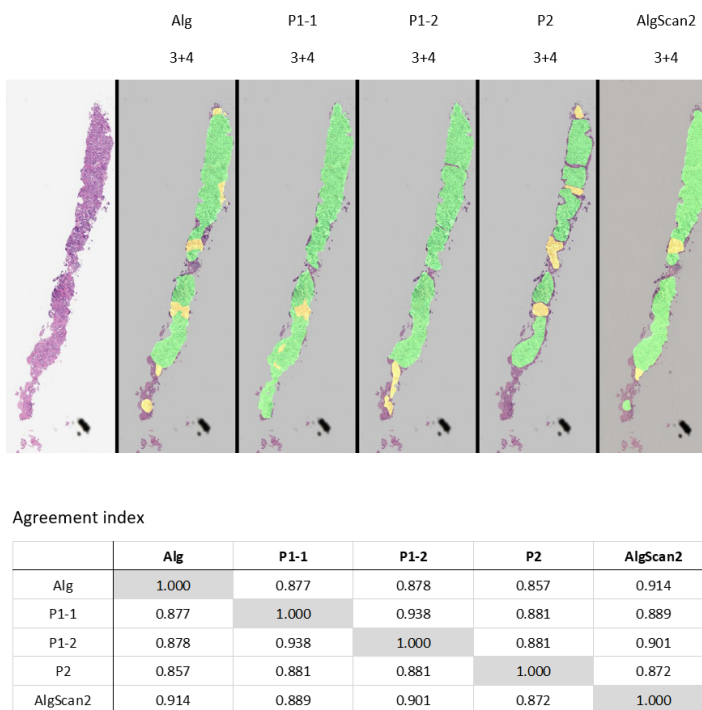 Alg P1-1 P1-2 P2 AlgScan2
3+4 3+4 3+4 3+4 3+4
Agreement index
Alg P1-1 P1-2 P2 AlgScan2
Alg 1.000 0.877 0.878 0.857 0.914
P1-1 0.877 1.000 0.938 0.881 0.889
P1-2 0.878 0.938 1.000 0.881 0.901
P2 0.857 0.881 0.881 1.000 0.872
AlgScan2 0.914 0.889 0.901 0.872 1.000